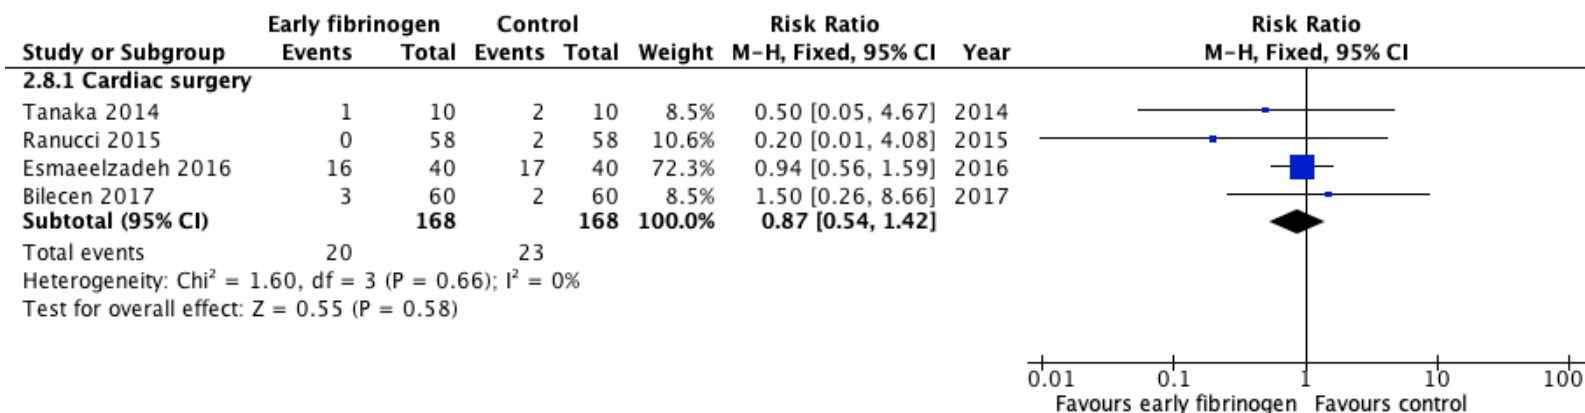 Early fibrinogen Control Risk Ratio Risk Ratio
Study or Subgroup Events Total Events Total Weight M-H, Fixed, 95% CI Year M-H, Fixed, 95% CI
2.8.1 Cardiac surgery
Tanaka 2014 1 10 2 10 8.5% 0.50 [0.05, 4.67] 2014
Ranucci 2015 0 58 2 58 10.6% 0.20 [0.01, 4.08] 2015
Esmaeelzadeh 2016 16 40 17 40 72.3% 0.94 [0.56, 1.59] 2016
Bilecen 2017 3 60 2 60 8.5% 1.50 [0.26, 8.66] 2017
Subtotal (95% CI) 168 168 100.0% 0.87 [0.54, 1.42]
Total events 20 23
Heterogeneity: Chi² = 1.60, df = 3 (P = 0.66); I² = 0%
Test for overall effect: Z = 0.55 (P = 0.58)
0.01 0.1 1 10 100
Favours early fibrinogen Favours control